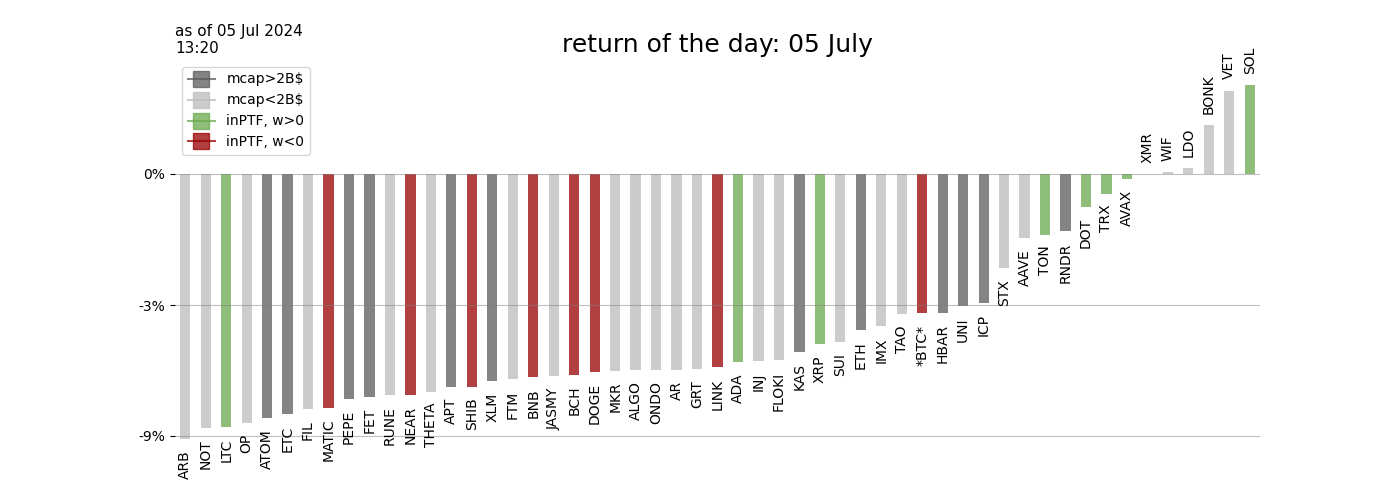 as of 05 Jul 2024
13:20
return of the day: 05 July
mcap>2B$
mcap<2B$
inPTF, w>0
inPTF, w<0
0%
-3%
-9%
ARB
NOT
LTC
OP
ATOM
ETC
FIL
MATIC
PEPE
FET
RUNE
NEAR
THETA
APT
SHIB
XLM
FTM
BNB
JASMY
BCH
DOGE
MKR
ALGO
ONDO
AR
GRT
LINK
ADA
INJ
FLOKI
KAS
XRP
SUI
ETH
IMX
TAO
*BTC*
HBAR
UNI
ICP
STX
AAVE
TON
RNDR
DOT
TRX
AVAX
XMR
WIF
LDO
BONK
VET
SOL